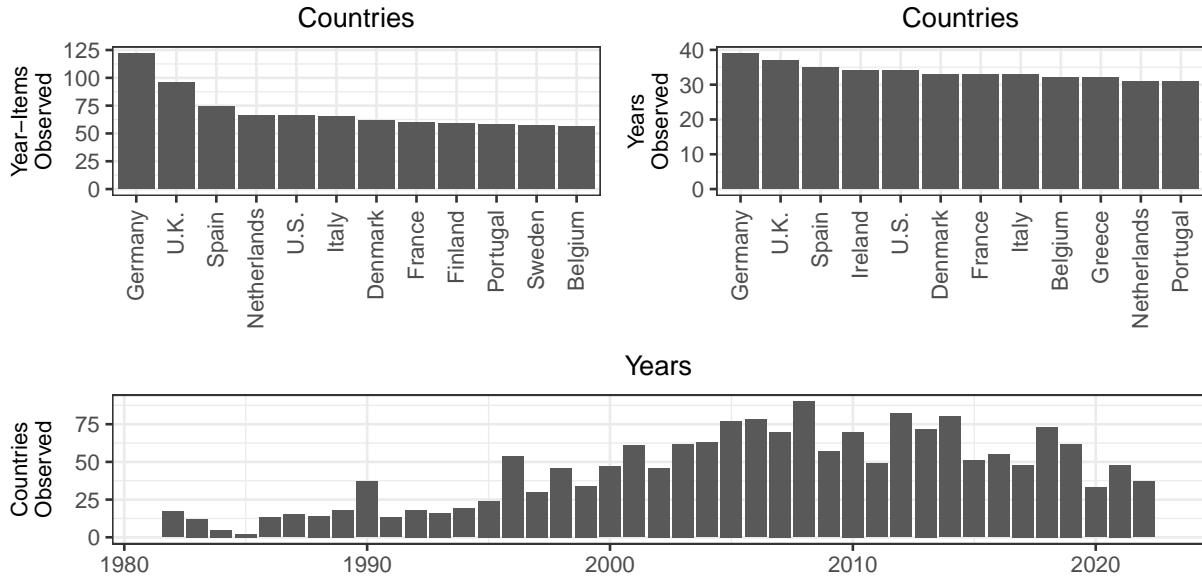 Countries
Year−Items
Observed
125
100
75
50
25
0
Germany
U.K.
Spain
Netherlands
U.S.
Italy
Denmark
France
Finland
Portugal
Sweden
Belgium
Countries
Years
Observed
40
30
20
10
0
Germany
U.K.
Spain
Ireland
U.S.
Denmark
France
Italy
Belgium
Greece
Netherlands
Portugal
Years
Countries
Observed
75
50
25
0
1980
1990
2000
2010
2020